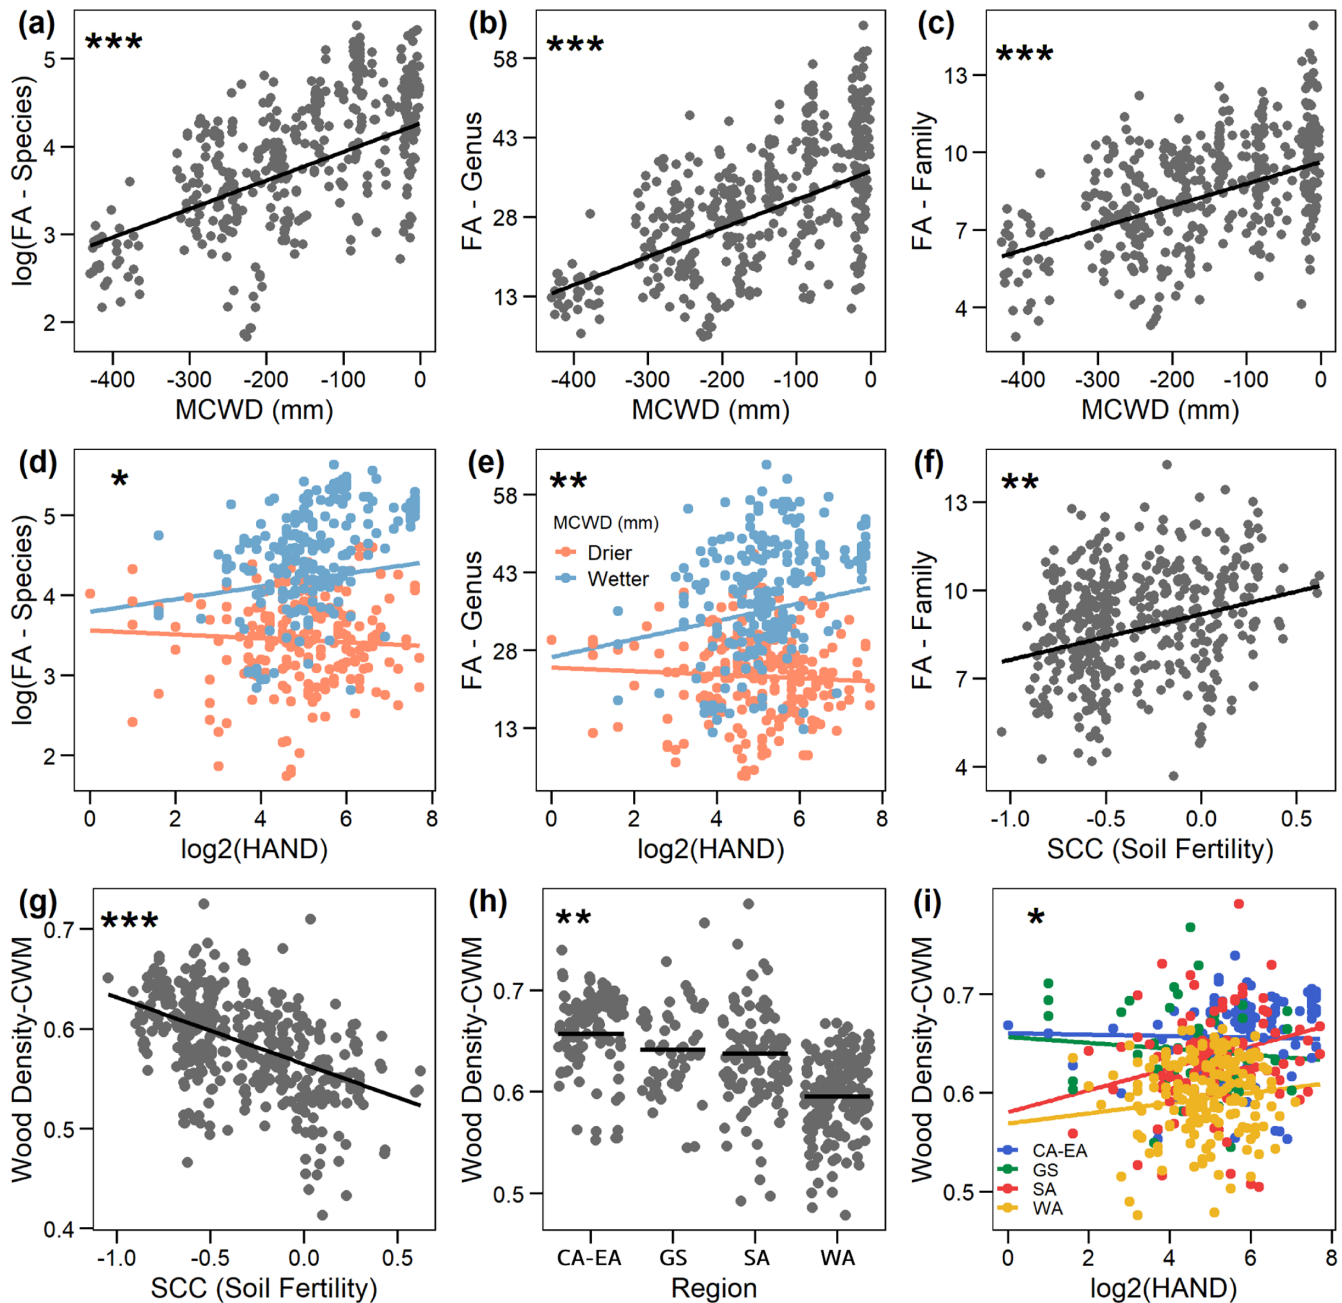 (a)
***
log(FA - Species)
5
4
3
2
-400
-300
-200
-100
0
MCWD (mm)
(b)
***
FA - Genus
58
43
28
13
-400
-300
-200
-100
0
MCWD (mm)
(c)
***
FA - Family
13
10
7
4
-400
-300
-200
-100
0
MCWD (mm)
(d)
*
log(FA - Species)
5
4
3
2
0
2
4
6
8
log2(HAND)
(e)
**
FA - Genus
58
43
28
13
MCWD (mm)
Drier
Wetter
0
2
4
6
8
log2(HAND)
(f)
**
FA - Family
13
10
7
4
-1.0
-0.5
0.0
0.5
SCC (Soil Fertility)
(g)
***
Wood Density-CWM
0.7
0.6
0.5
0.4
-1.0
-0.5
0.0
0.5
SCC (Soil Fertility)
(h)
**
Wood Density-CWM
0.7
0.6
0.5
CA-EA
GS
SA
WA
Region
(i)
*
Wood Density-CWM
0.7
0.6
0.5
CA-EA
GS
SA
WA
0
2
4
6
8
log2(HAND)